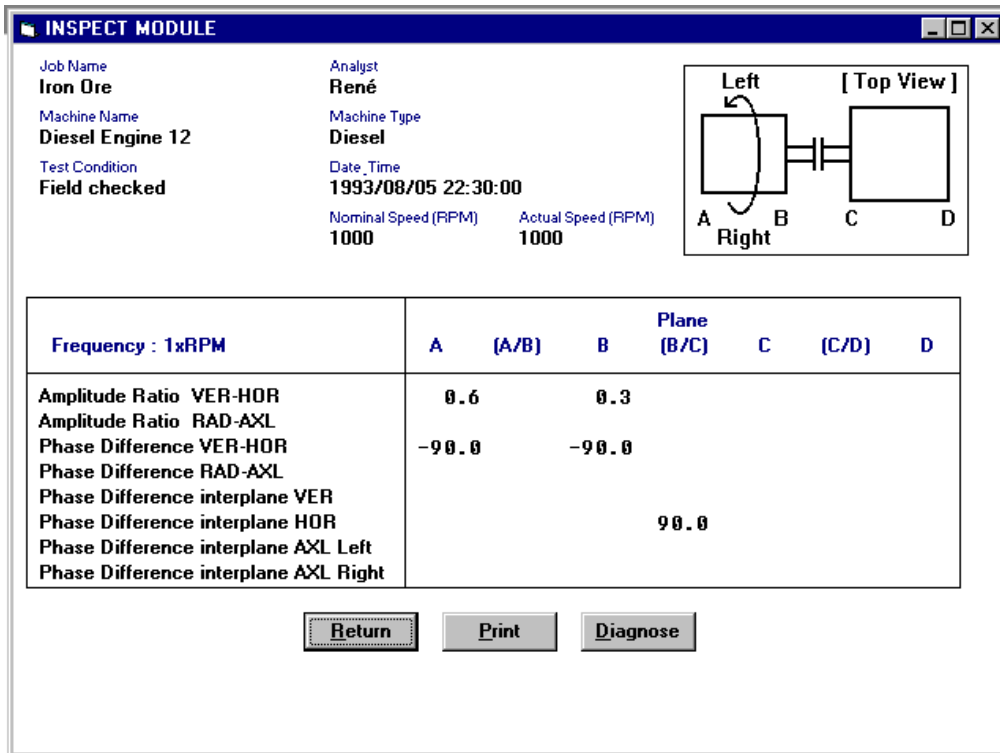 INSPECT MODULE
Job Name
Iron Ore
Analyst
René
Machine Name
Diesel Engine 12
Machine Type
Diesel
Test Condition
Field checked
Date_Time
1993/08/05 22:30:00
Nominal Speed (RPM)
1000
Actual Speed (RPM)
1000
Left [ Top View ]
A B C D
Right
Plane
Frequency : 1xRPM A (A/B) B (B/C) C (C/D) D
Amplitude Ratio VER-HOR 0.6 0.3
Amplitude Ratio RAD-AXL
Phase Difference VER-HOR -90.0 -90.0
Phase Difference RAD-AXL
Phase Difference interplane VER
Phase Difference interplane HOR 90.0
Phase Difference interplane AXL Left
Phase Difference interplane AXL Right
Return Print Diagnose